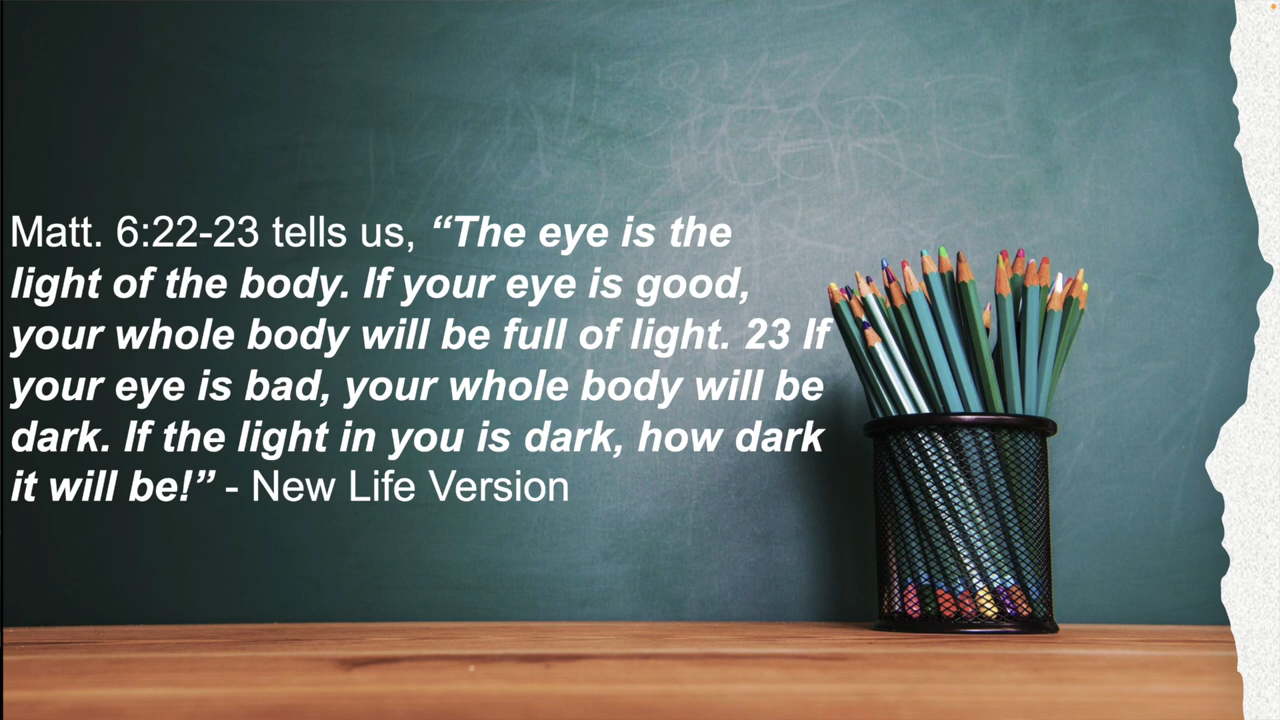 Matt. 6:22-23 tells us, “The eye is the
light of the body. If your eye is good,
your whole body will be full of light. 23 If
your eye is bad, your whole body will be
dark. If the light in you is dark, how dark
it will be!” - New Life Version